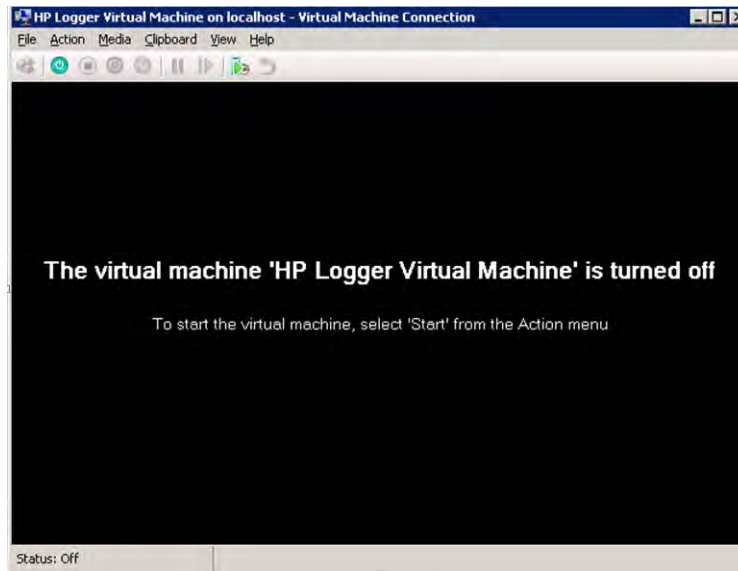 HP Logger Virtual Machine on localhost - Virtual Machine Connection
File Action Media Clipboard View Help
The virtual machine 'HP Logger Virtual Machine' is turned off
To start the virtual machine, select 'Start' from the Action menu
Status: Off